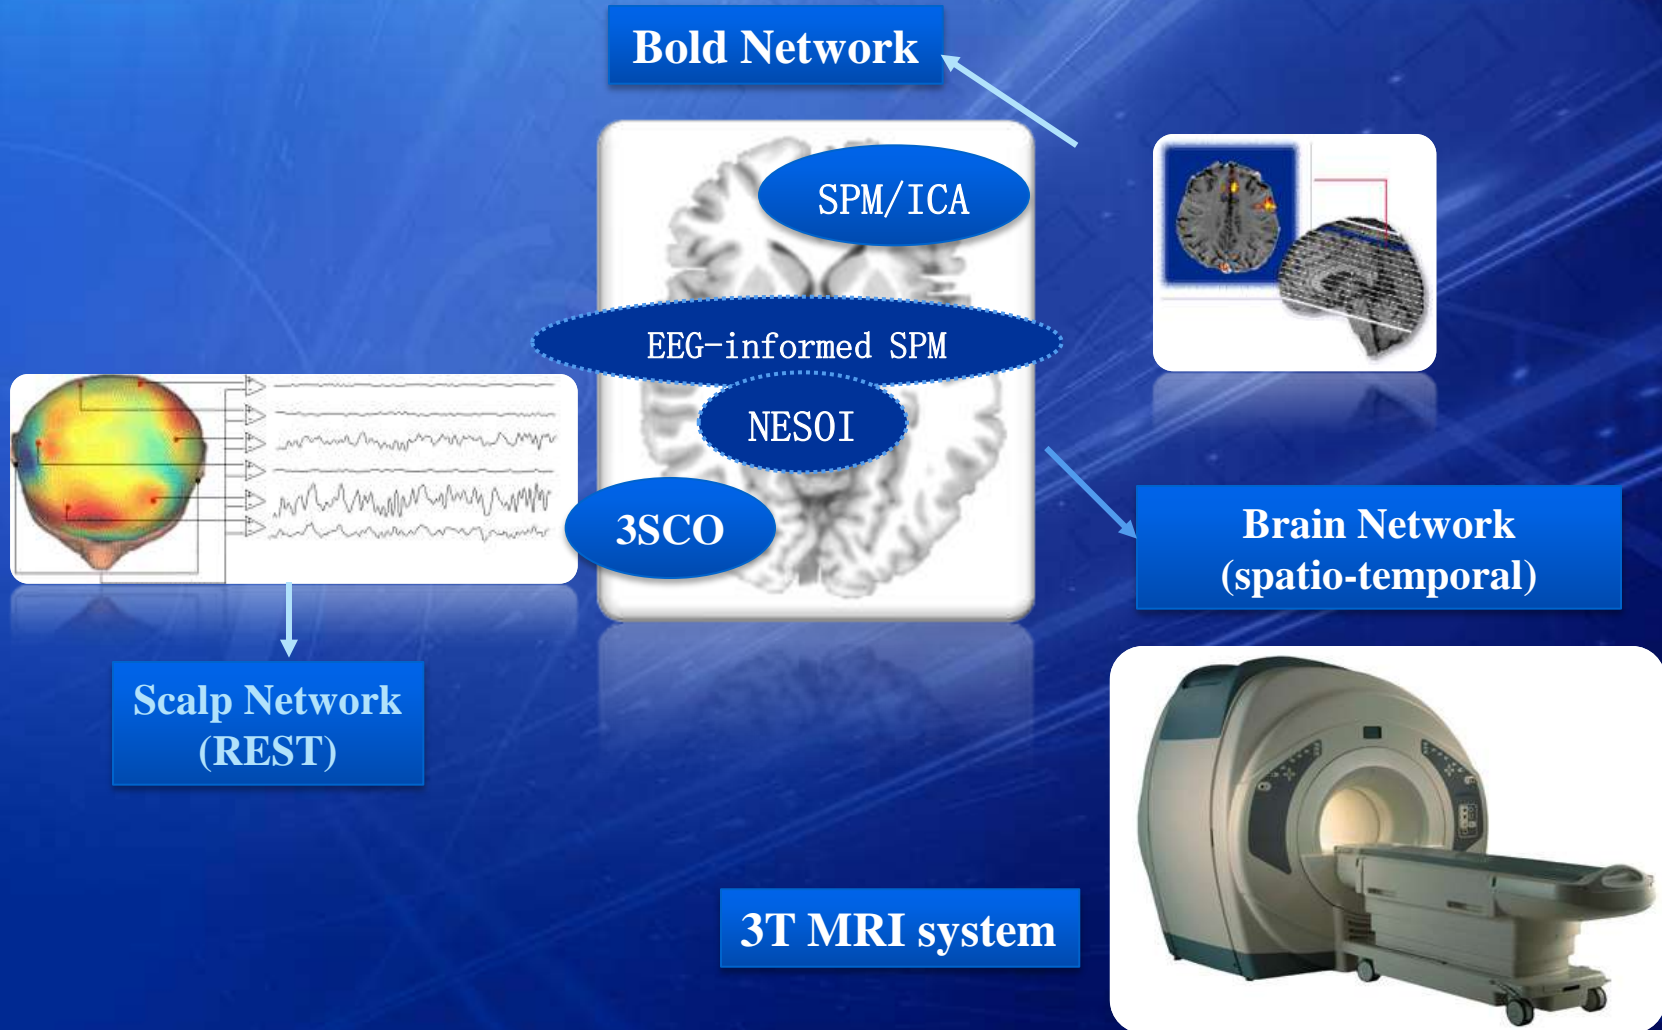 Bold Network
SPM/ICA
EEG-informed SPM
NESOI
3SCO
Brain Network
(spatio-temporal)
Scalp Network
(REST)
3T MRI system